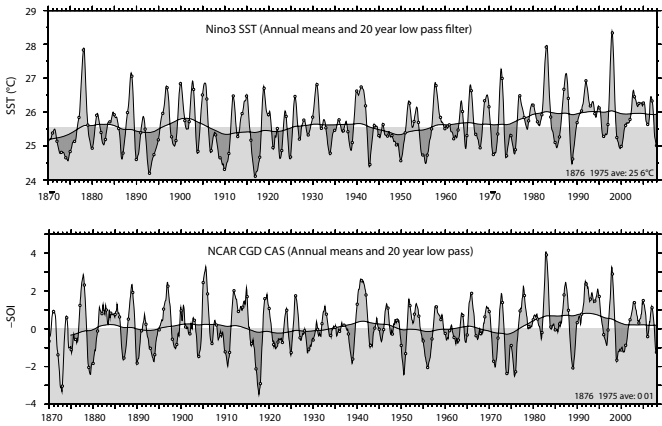 Nino3 SST (Annual means and 20 year low pass filter)
SST (°C)
29
28
27
26
25
24
1876 1975 ave: 25 6°C
1870 1880 1890 1900 1910 1920 1930 1940 1950 1960 1970 1980 1990 2000
NCAR CGD CAS (Annual means and 20 year low pass)
−SOI
4
2
0
−2
−4
1876 1975 ave: 0 01
1870 1880 1890 1900 1910 1920 1930 1940 1950 1960 1970 1980 1990 2000